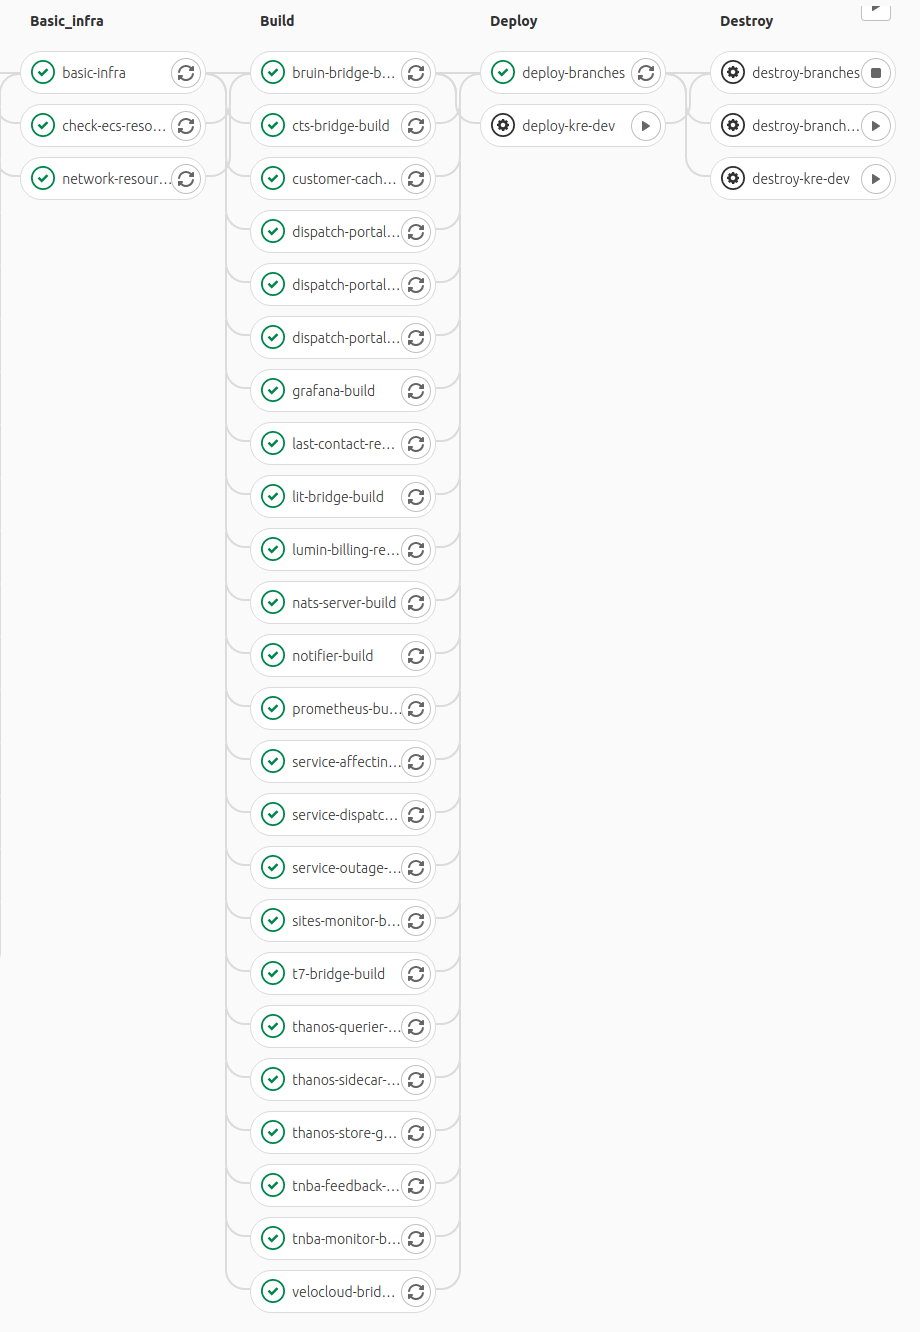 Basic_infra
basic-infra
check-ecs-reso...
network-resour...
Build
bruin-bridge-b...
cts-bridge-build
customer-cach...
dispatch-portal...
dispatch-portal...
dispatch-portal...
grafana-build
last-contact-re...
lit-bridge-build
lumin-billing-re...
nats-server-build
notifier-build
prometheus-bu...
service-affectin...
service-dispatc...
service-outage-...
sites-monitor-b...
t7-bridge-build
thanos-querier-...
thanos-sidecar-...
thanos-store-g...
tnba-feedback-...
tnba-monitor-b...
velocloud-brid...
Deploy
deploy-branches
deploy-kre-dev
Destroy
destroy-branches
destroy-branch...
destroy-kre-dev